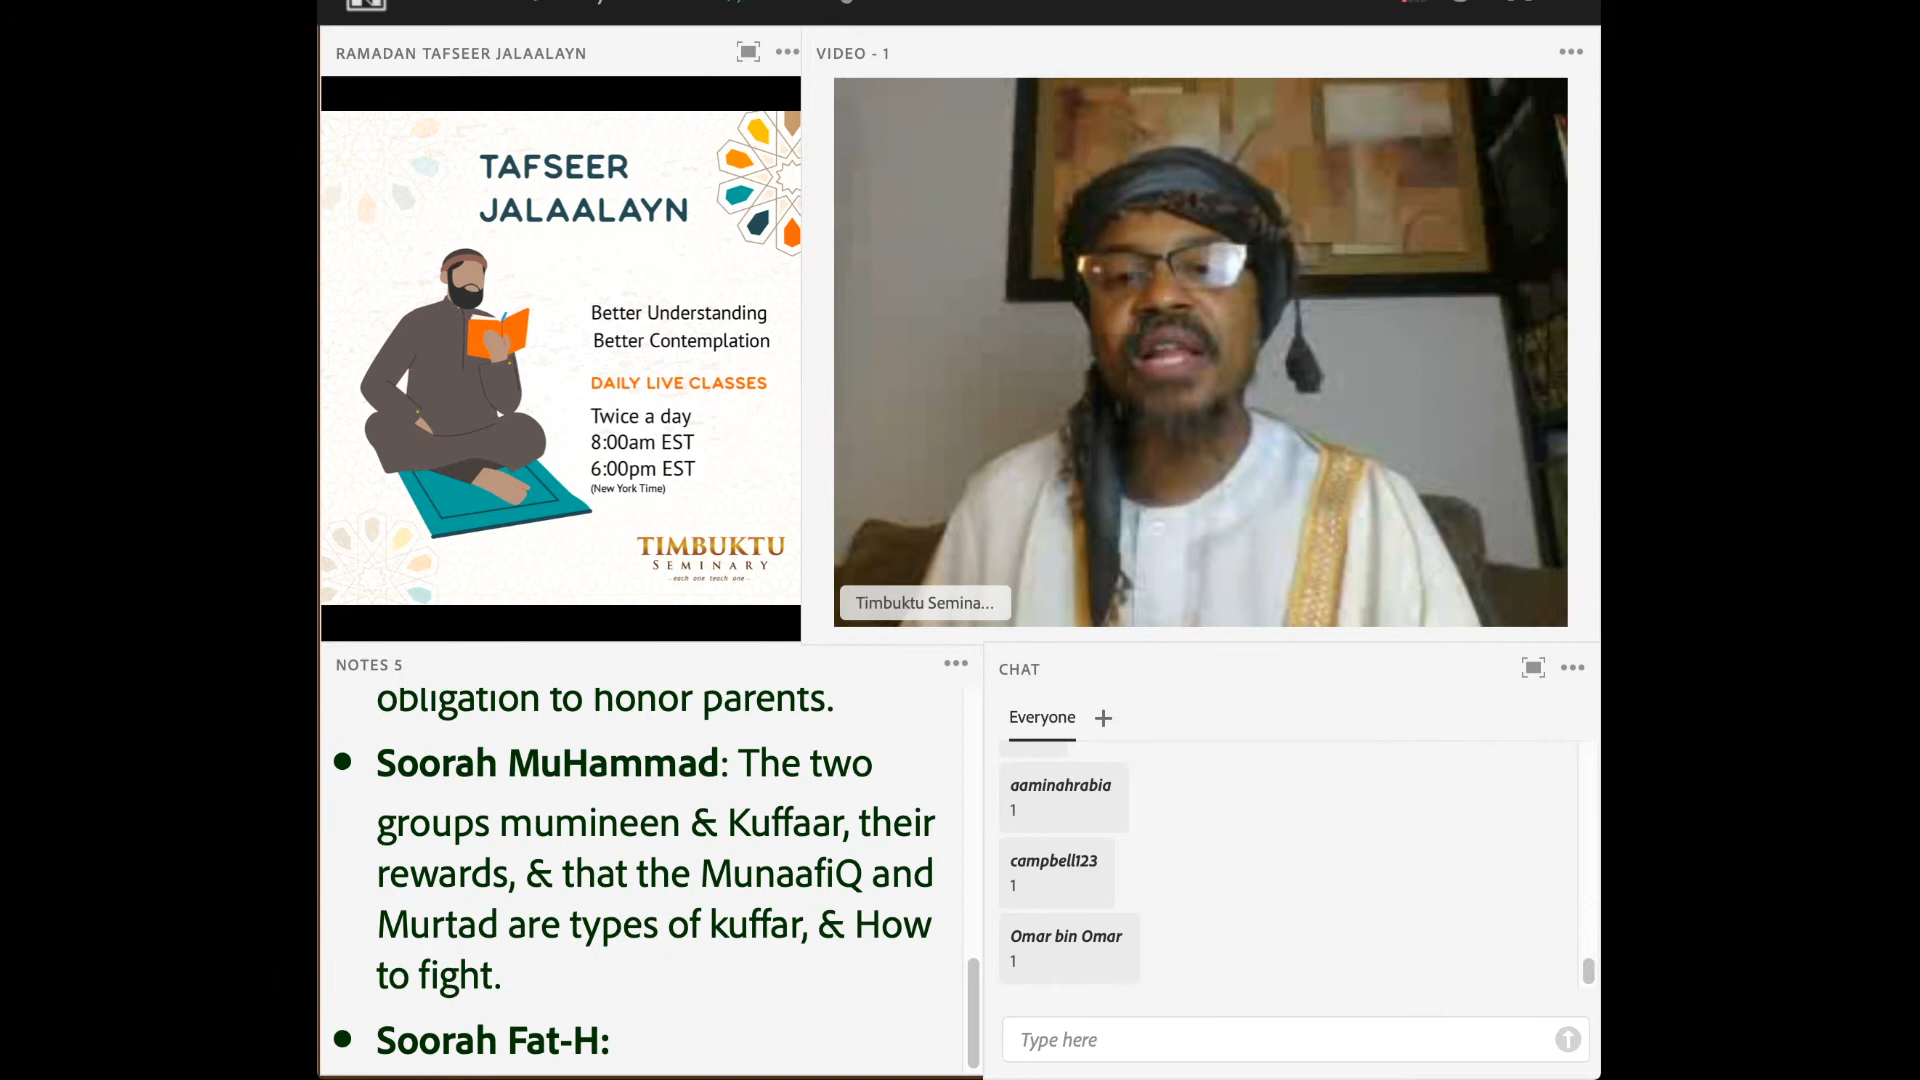 RAMADAN TAFSEER JALAALAYN
TAFSEER
JALAALAYN
Better Understanding
Better Contemplation
DAILY LIVE CLASSES
Twice a day
8:00am EST
6:00pm EST
(New York Time)
TIMBUKTU
SEMINARY
- each one teach one -
VIDEO - 1
Timbuktu Semina...
NOTES 5
obligation to honor parents.
• Soorah MuHammad: The two
groups mumineen & Kuffaar, their
rewards, & that the MunaafiQ and
Murtad are types of kuffar, & How
to fight.
• Soorah Fat-H:
CHAT
Everyone +
aaminahrabia
1
campbell123
1
Omar bin Omar
1
Type here